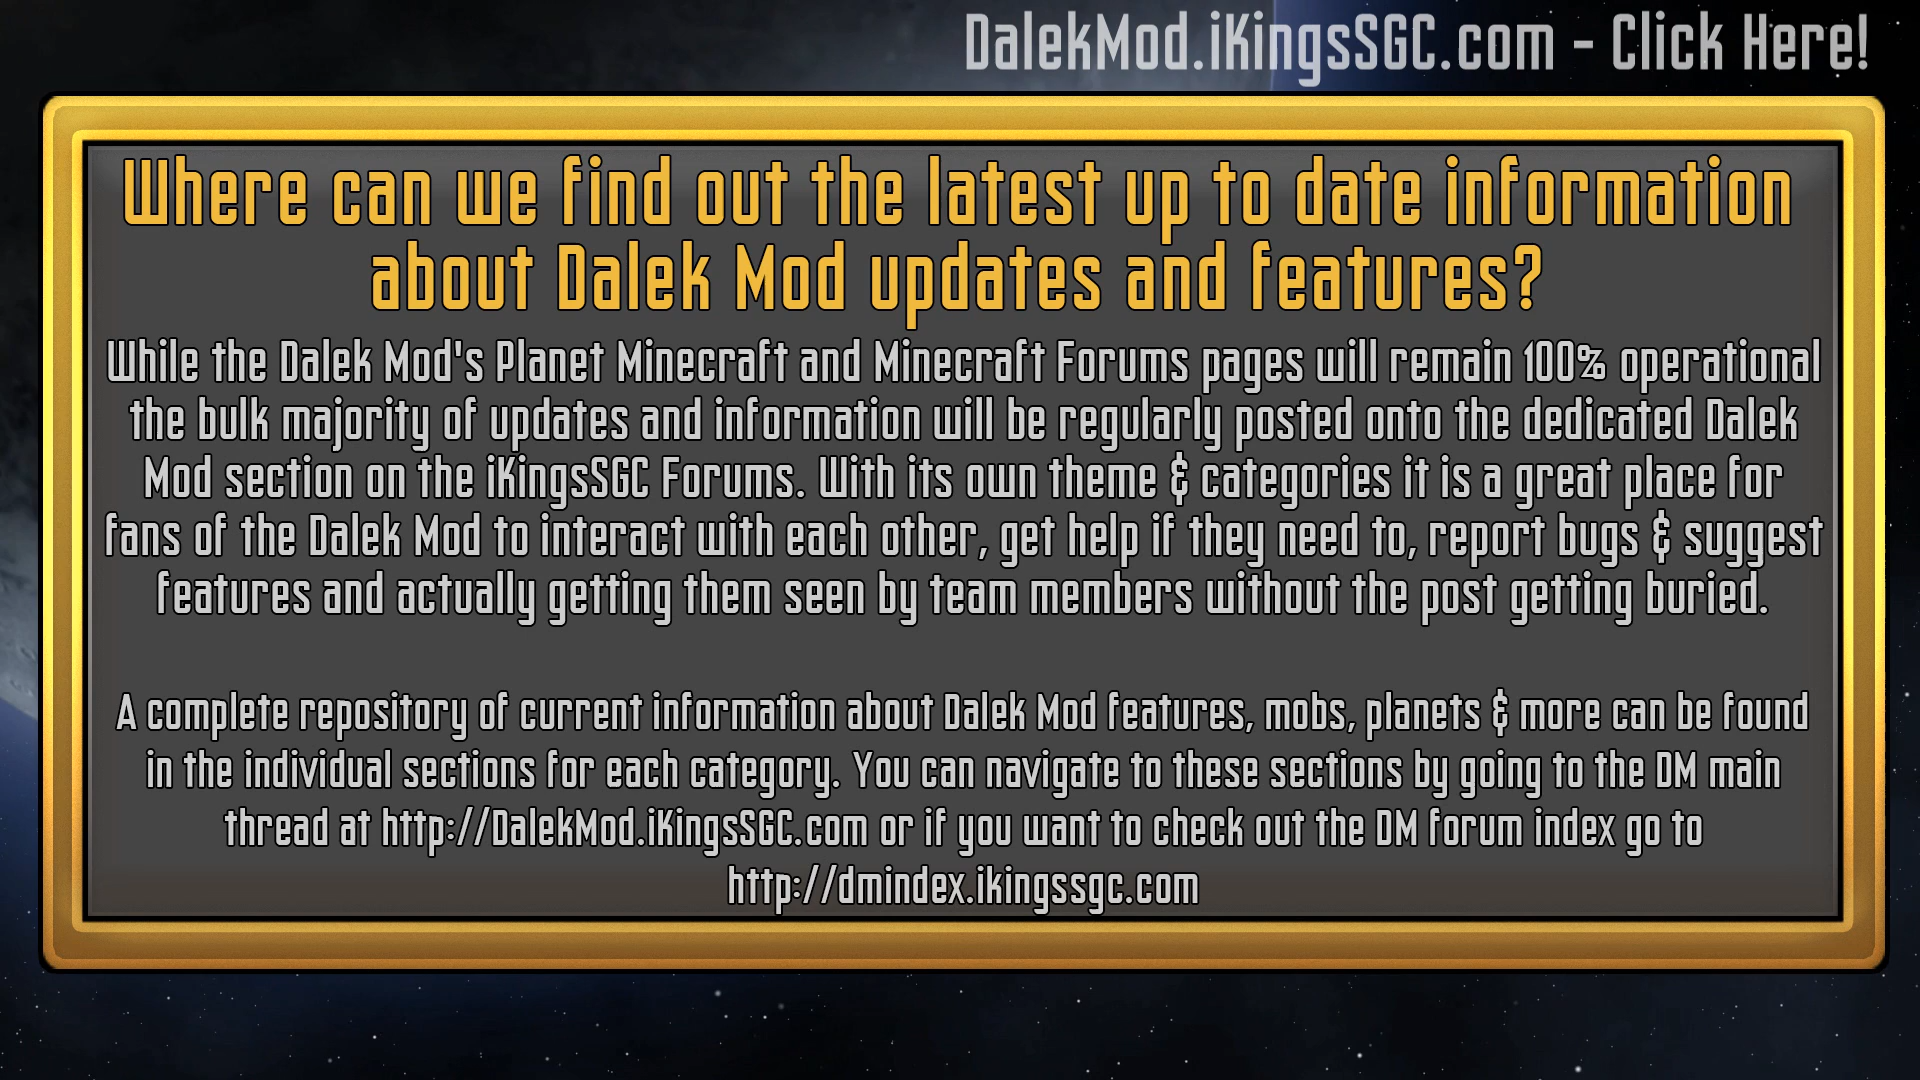 DalekMod.iKingsSGC.com - Click Here!
Where can we find out the latest up to date information
about Dalek Mod updates and features?
While the Dalek Mod's Planet Minecraft and Minecraft Forums pages will remain 100% operational
the bulk majority of updates and information will be regularly posted onto the dedicated Dalek
Mod section on the iKingsSGC Forums. With its own theme & categories it is a great place for
fans of the Dalek Mod to interact with each other, get help if they need to, report bugs & suggest
features and actually getting them seen by team members without the post getting buried.
A complete repository of current information about Dalek Mod features, mobs, planets & more can be found
in the individual sections for each category. You can navigate to these sections by going to the DM main
thread at http://DalekMod.iKingsSGC.com or if you want to check out the DM forum index go to
http://dmindex.ikingssgc.com